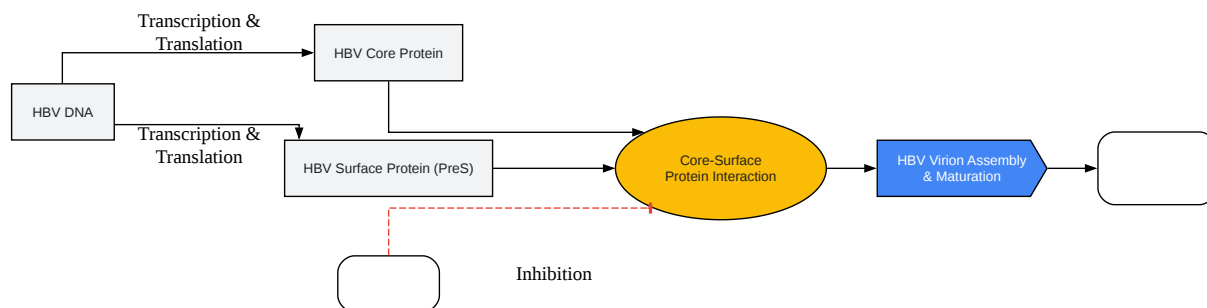 Transcription &
Translation
HBV Core Protein
HBV DNA
Transcription &
Translation
HBV Surface Protein (PreS)
Core-Surface
Protein Interaction
HBV Virion Assembly
& Maturation
Inhibition